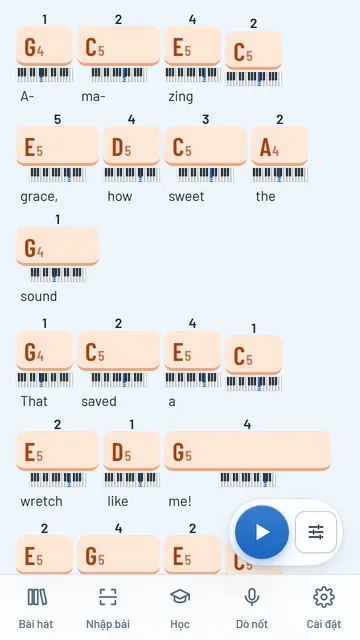 1 2 4 2
G4 C5 E5 C5
A- ma- zing
5 4 3 2
E5 D5 C5 A4
grace, how sweet the
1
G4
sound
1 2 4 1
G4 C5 E5 C5
That saved a
2 1 4
E5 D5 G5
wretch like me!
2 4 2
E5 G5 E5 C5
Bài hát Nhập bài Học Dò nốt Cài đặt